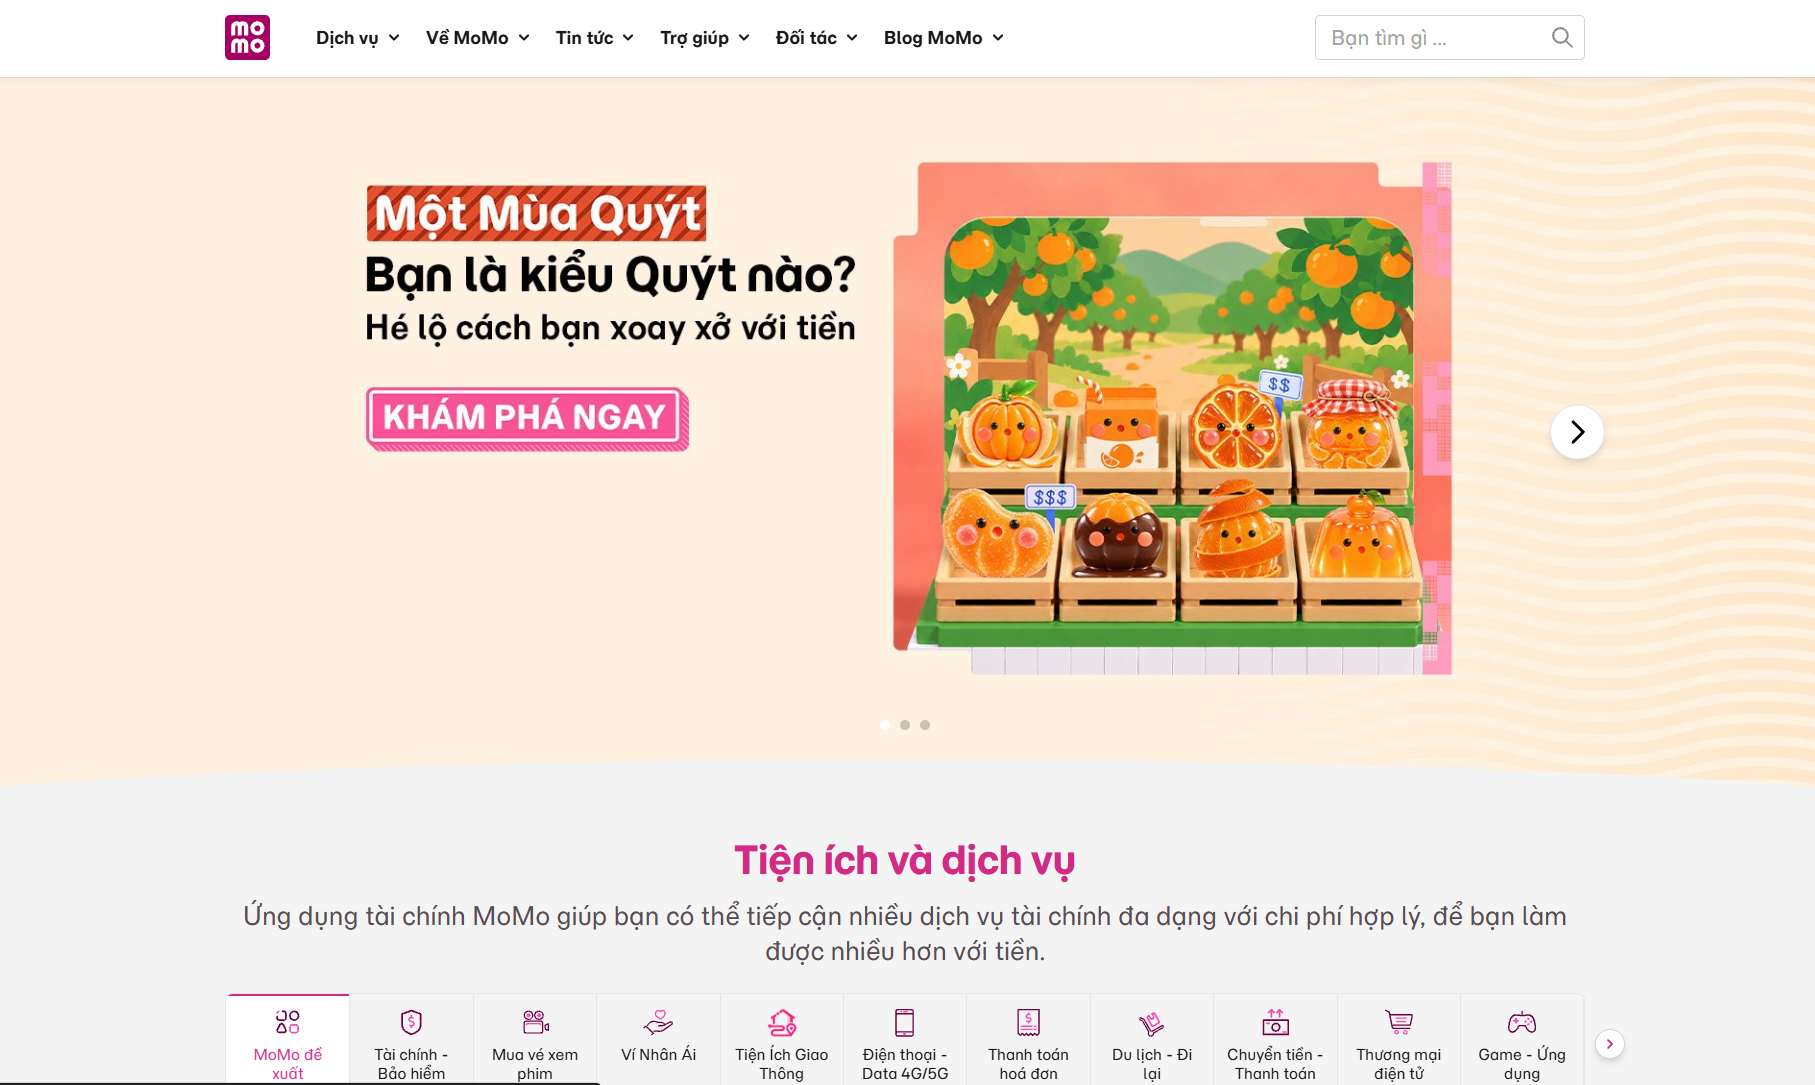 mo
mo
Dịch vụ
Về MoMo
Tin tức
Trợ giúp
Đối tác
Blog MoMo
Bạn tìm gì ...
Một Mùa Quýt
Bạn là kiểu Quýt nào?
Hé lộ cách bạn xoay xở với tiền
KHÁM PHÁ NGAY
$$
$$$
Tiện ích và dịch vụ
Ứng dụng tài chính MoMo giúp bạn có thể tiếp cận nhiều dịch vụ tài chính đa dạng với chi phí hợp lý, để bạn làm
được nhiều hơn với tiền.
MoMo đề
xuất
Tài chính -
Bảo hiểm
Mua vé xem
phim
Ví Nhân Ái
Tiện Ích Giao
Thông
Điện thoại -
Data 4G/5G
Thanh toán
hoá đơn
Du lịch - Đi
lại
Chuyển tiền -
Thanh toán
Thương mại
điện tử
Game - Ứng
dụng